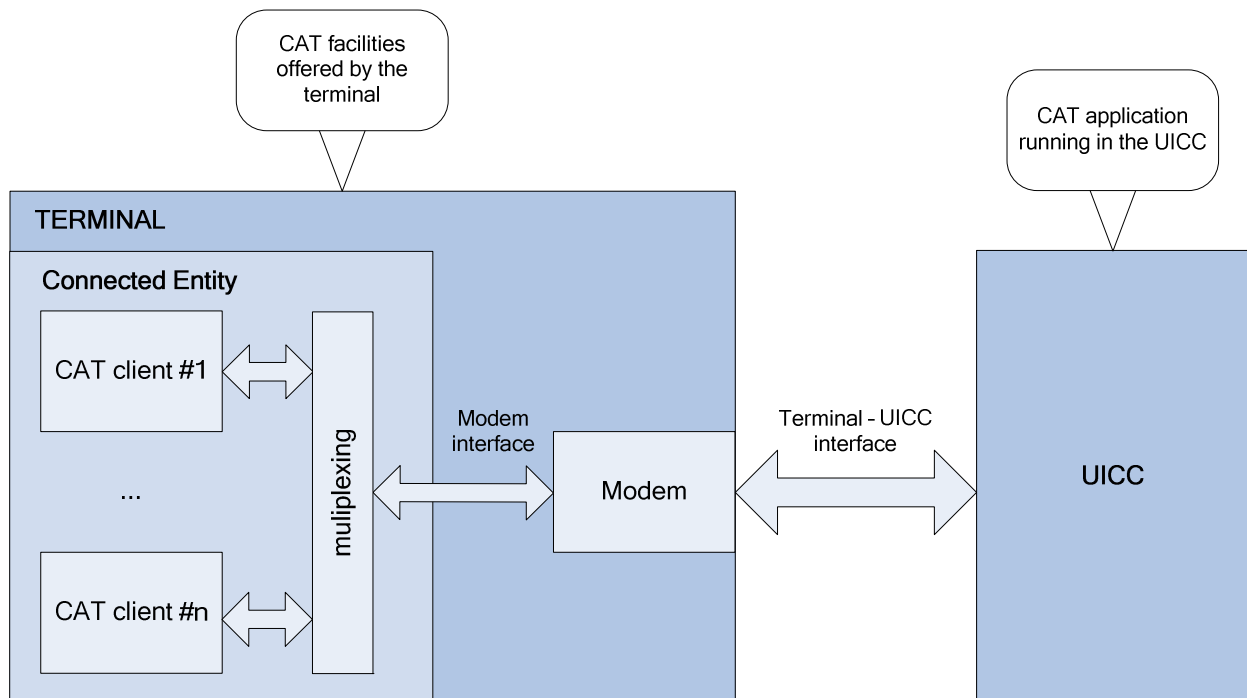 CAT facilities
offered by the
terminal
CAT application
running in the UICC
TERMINAL
Connected Entity
CAT client #1
...
CAT client #n
muliplexing
Modem
interface
Modem
Terminal - UICC
interface
UICC